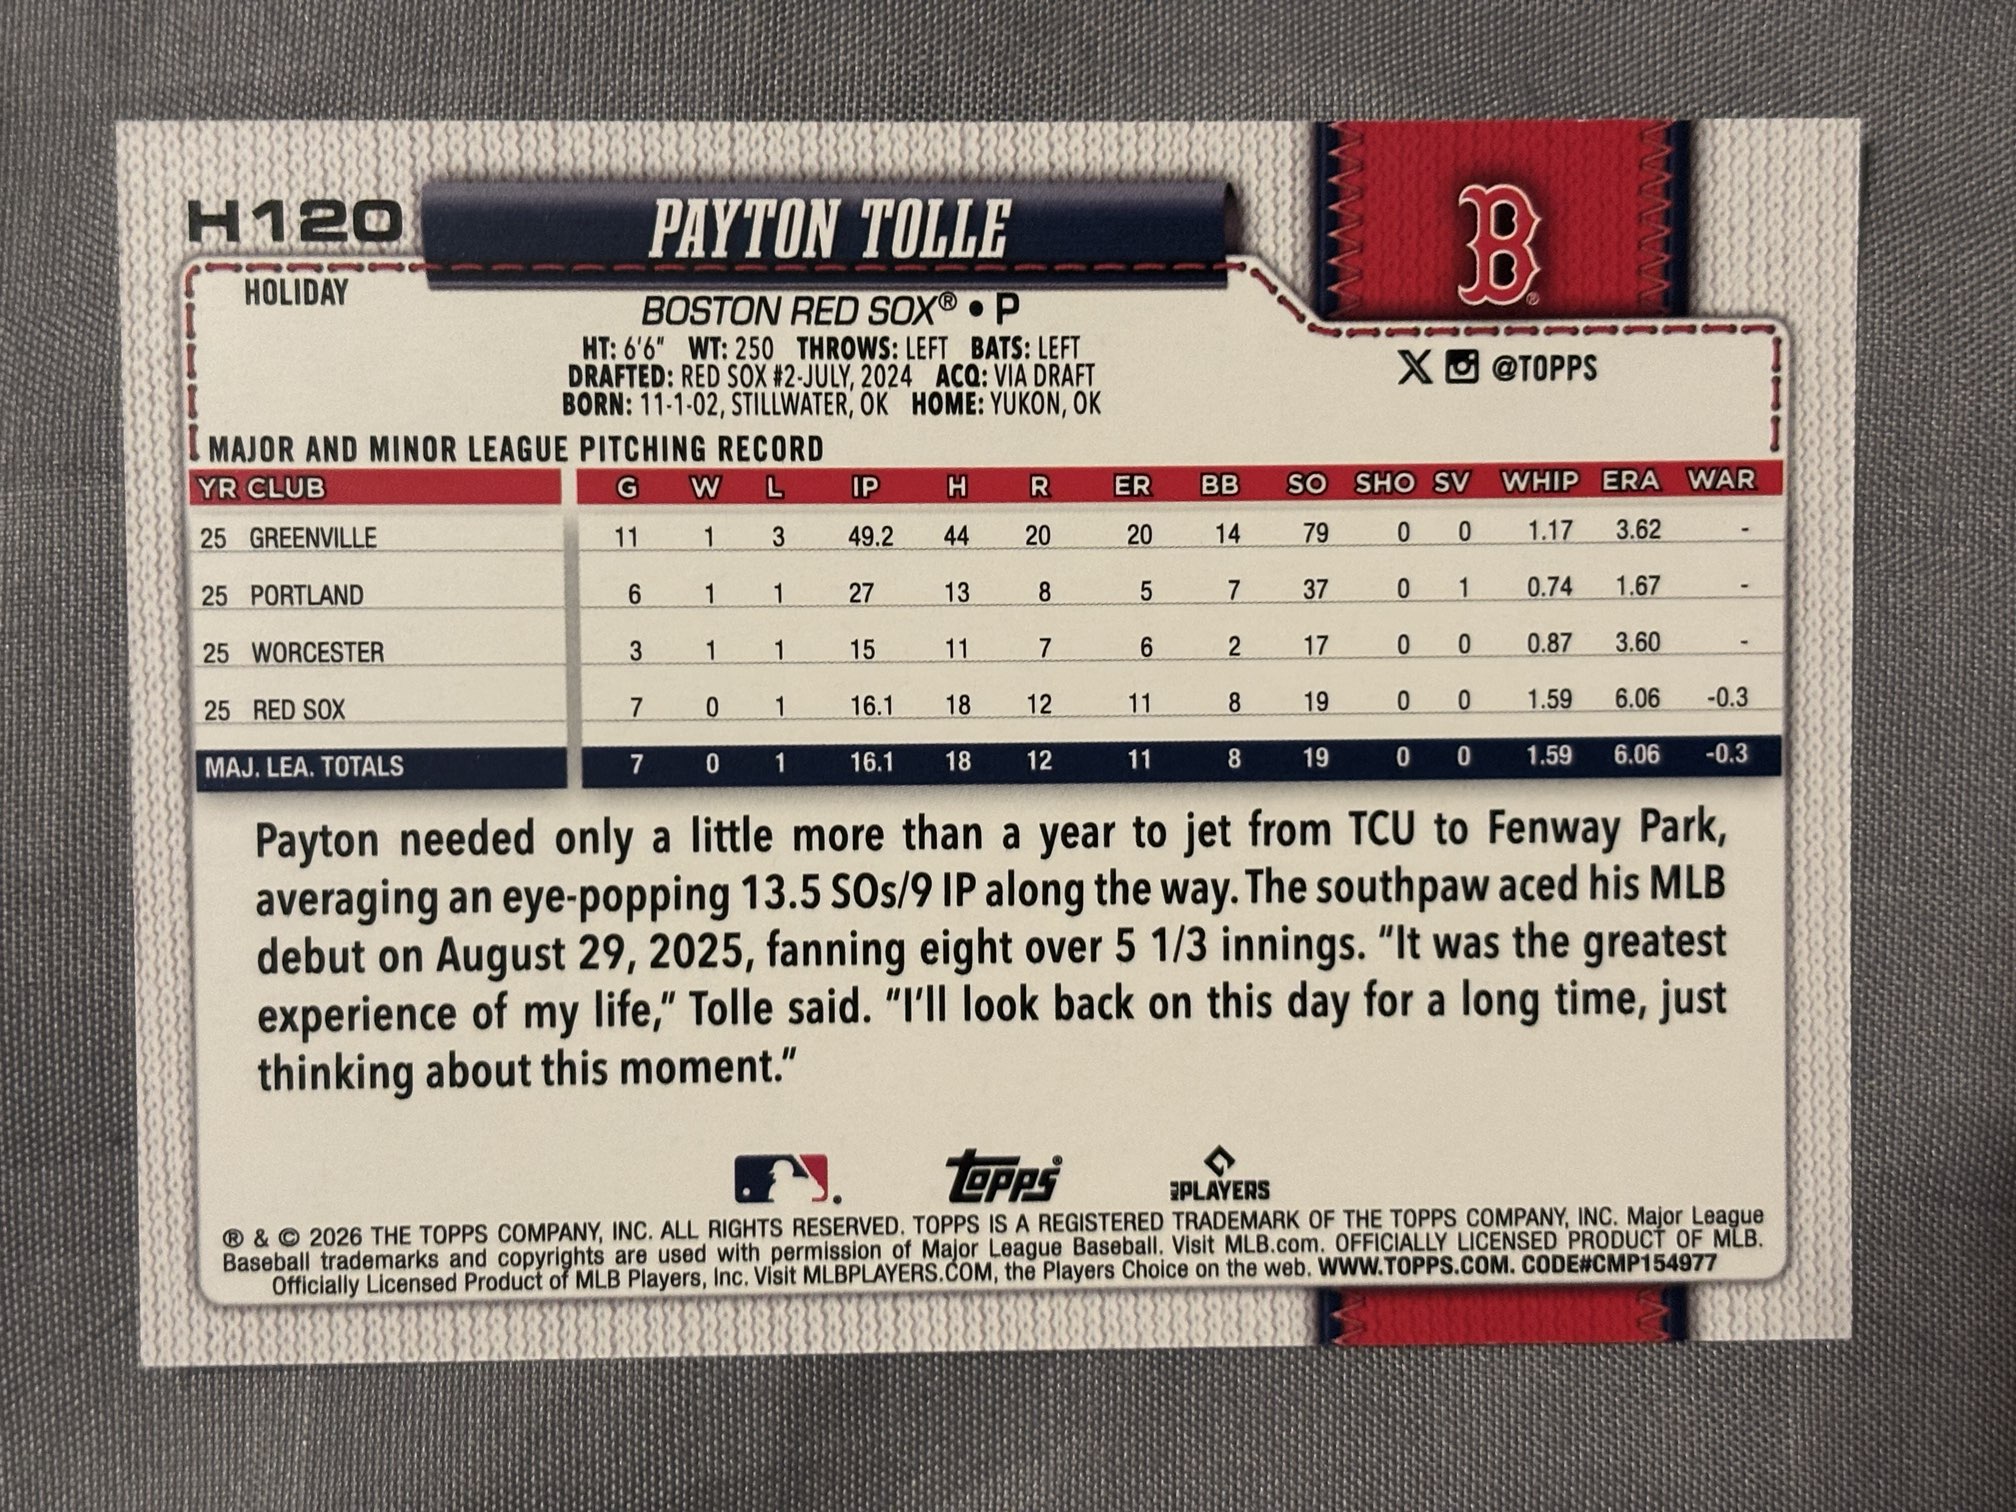 H120 PAYTON TOLLE
B
HOLIDAY
BOSTON RED SOX® • P
HT: 6'6" WT: 250 THROWS: LEFT BATS: LEFT
DRAFTED: RED SOX #2-JULY, 2024 ACQ: VIA DRAFT
BORN: 11-1-02, STILLWATER, OK HOME: YUKON, OK
X @TOPPS
MAJOR AND MINOR LEAGUE PITCHING RECORD
YR CLUB G W L IP H R ER BB SO SHO SV WHIP ERA WAR
25 GREENVILLE 11 1 3 49.2 44 20 20 14 79 0 0 1.17 3.62 -
25 PORTLAND 6 1 1 27 13 8 5 7 37 0 1 0.74 1.67 -
25 WORCESTER 3 1 1 15 11 7 6 2 17 0 0 0.87 3.60 -
25 RED SOX 7 0 1 16.1 18 12 11 8 19 0 0 1.59 6.06 -0.3
MAJ. LEA. TOTALS 7 0 1 16.1 18 12 11 8 19 0 0 1.59 6.06 -0.3
Payton needed only a little more than a year to jet from TCU to Fenway Park,
averaging an eye-popping 13.5 SOs/9 IP along the way. The southpaw aced his MLB
debut on August 29, 2025, fanning eight over 5 1/3 innings. "It was the greatest
experience of my life," Tolle said. "I'll look back on this day for a long time, just
thinking about this moment."
Topps® PLAYERS
® & © 2026 THE TOPPS COMPANY, INC. ALL RIGHTS RESERVED. TOPPS IS A REGISTERED TRADEMARK OF THE TOPPS COMPANY, INC. Major League
Baseball trademarks and copyrights are used with permission of Major League Baseball. Visit MLB.com. OFFICIALLY LICENSED PRODUCT OF MLB.
Officially Licensed Product of MLB Players, Inc. Visit MLBPLAYERS.COM, the Players Choice on the web. WWW.TOPPS.COM. CODE#CMP154977